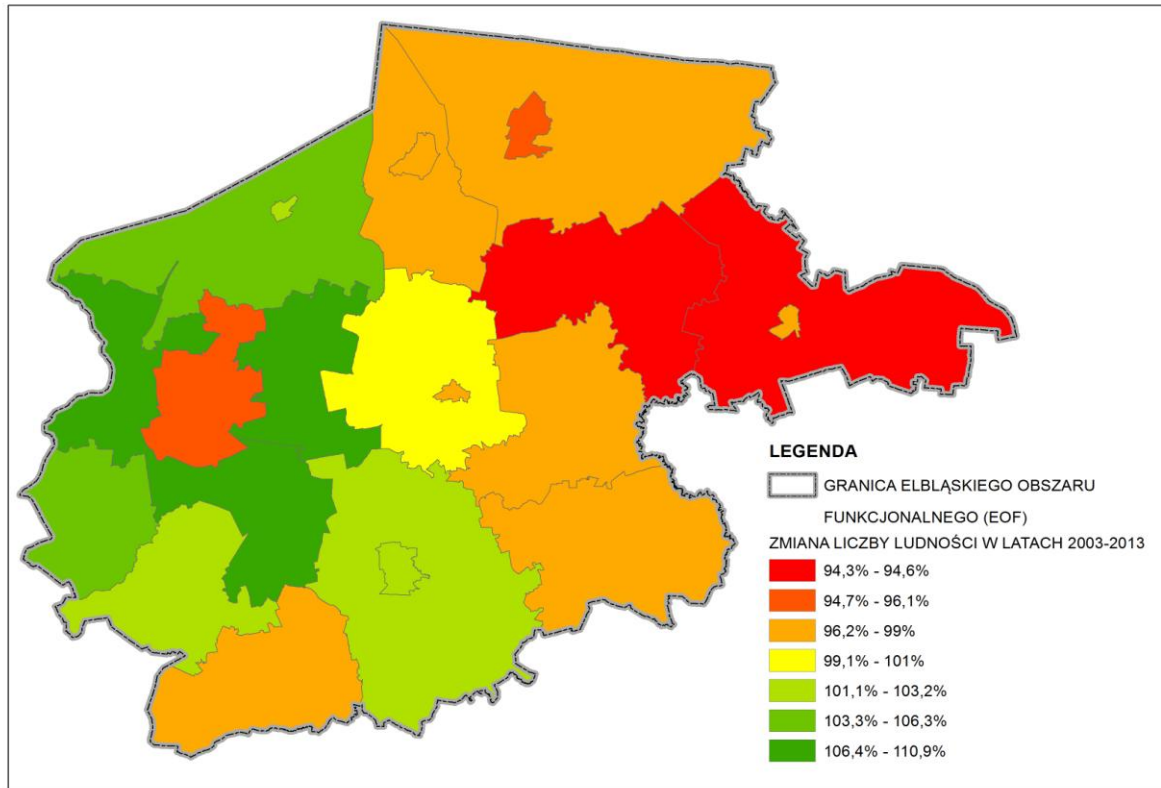 LEGENDA
GRANICA ELBLĄSKIEGO OBSZARU
FUNKCJONALNEGO (EOF)
ZMIANA LICZBY LUDNOŚCI W LATACH 2003-2013
94,3% - 94,6%
94,7% - 96,1%
96,2% - 99%
99,1% - 101%
101,1% - 103,2%
103,3% - 106,3%
106,4% - 110,9%